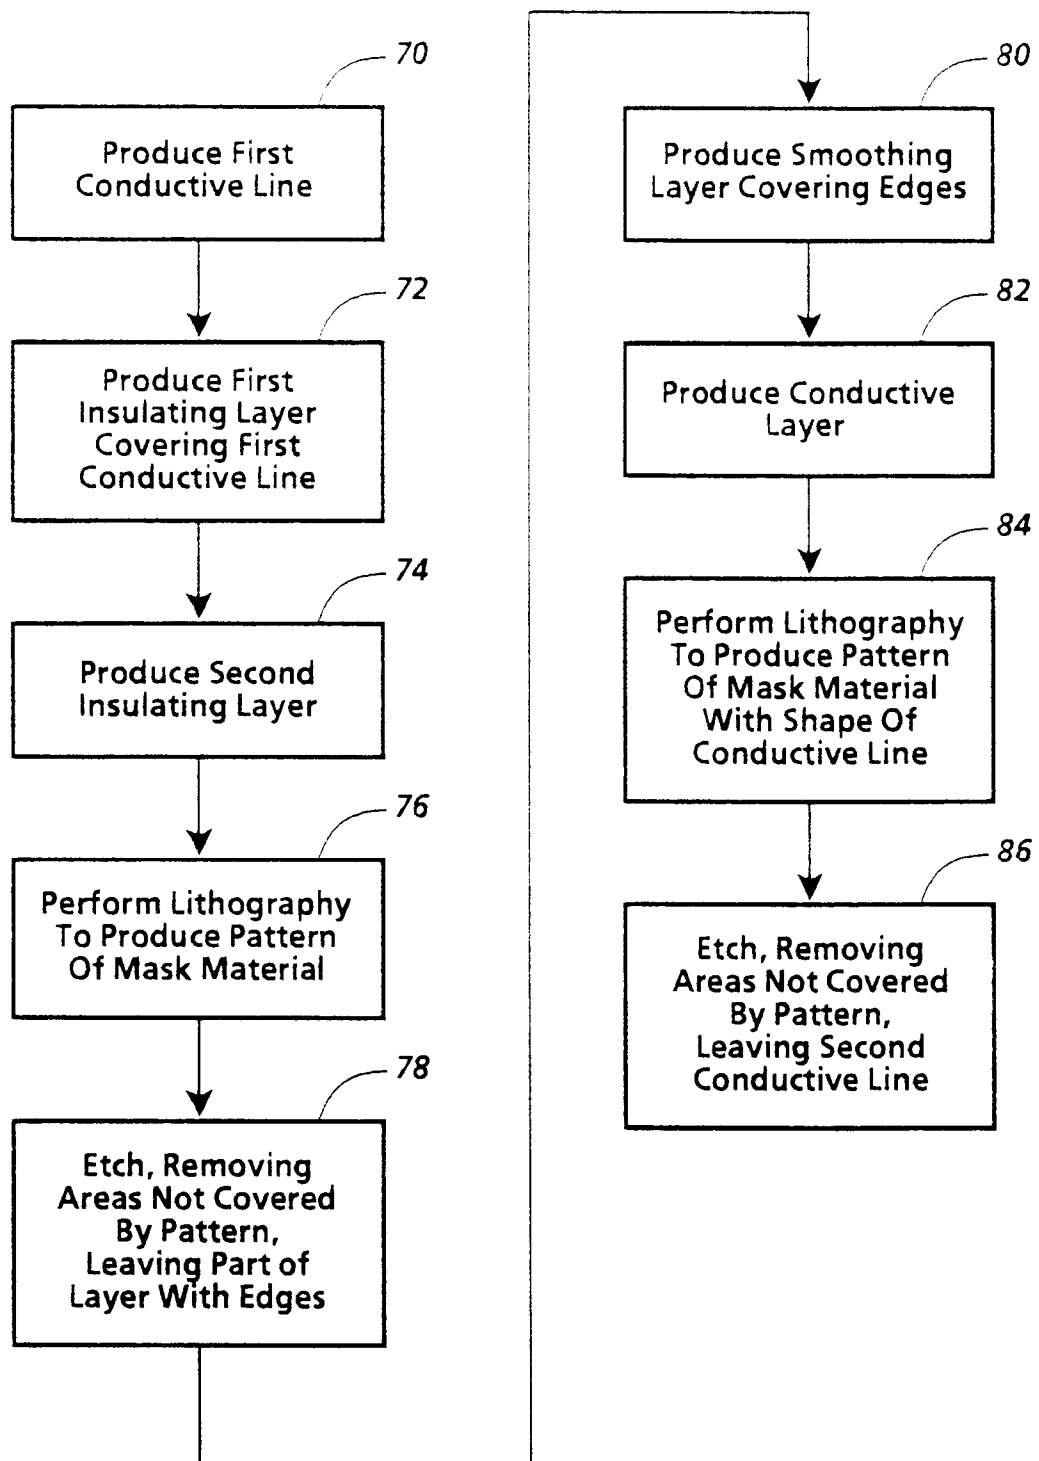 70
Produce First
Conductive Line
72
Produce First
Insulating Layer
Covering First
Conductive Line
74
Produce Second
Insulating Layer
76
Perform Lithography
To Produce Pattern
Of Mask Material
78
Etch, Removing
Areas Not Covered
By Pattern,
Leaving Part of
Layer With Edges
80
Produce Smoothing
Layer Covering Edges
82
Produce Conductive
Layer
84
Perform Lithography
To Produce Pattern
Of Mask Material
With Shape Of
Conductive Line
86
Etch, Removing
Areas Not Covered
By Pattern,
Leaving Second
Conductive Line